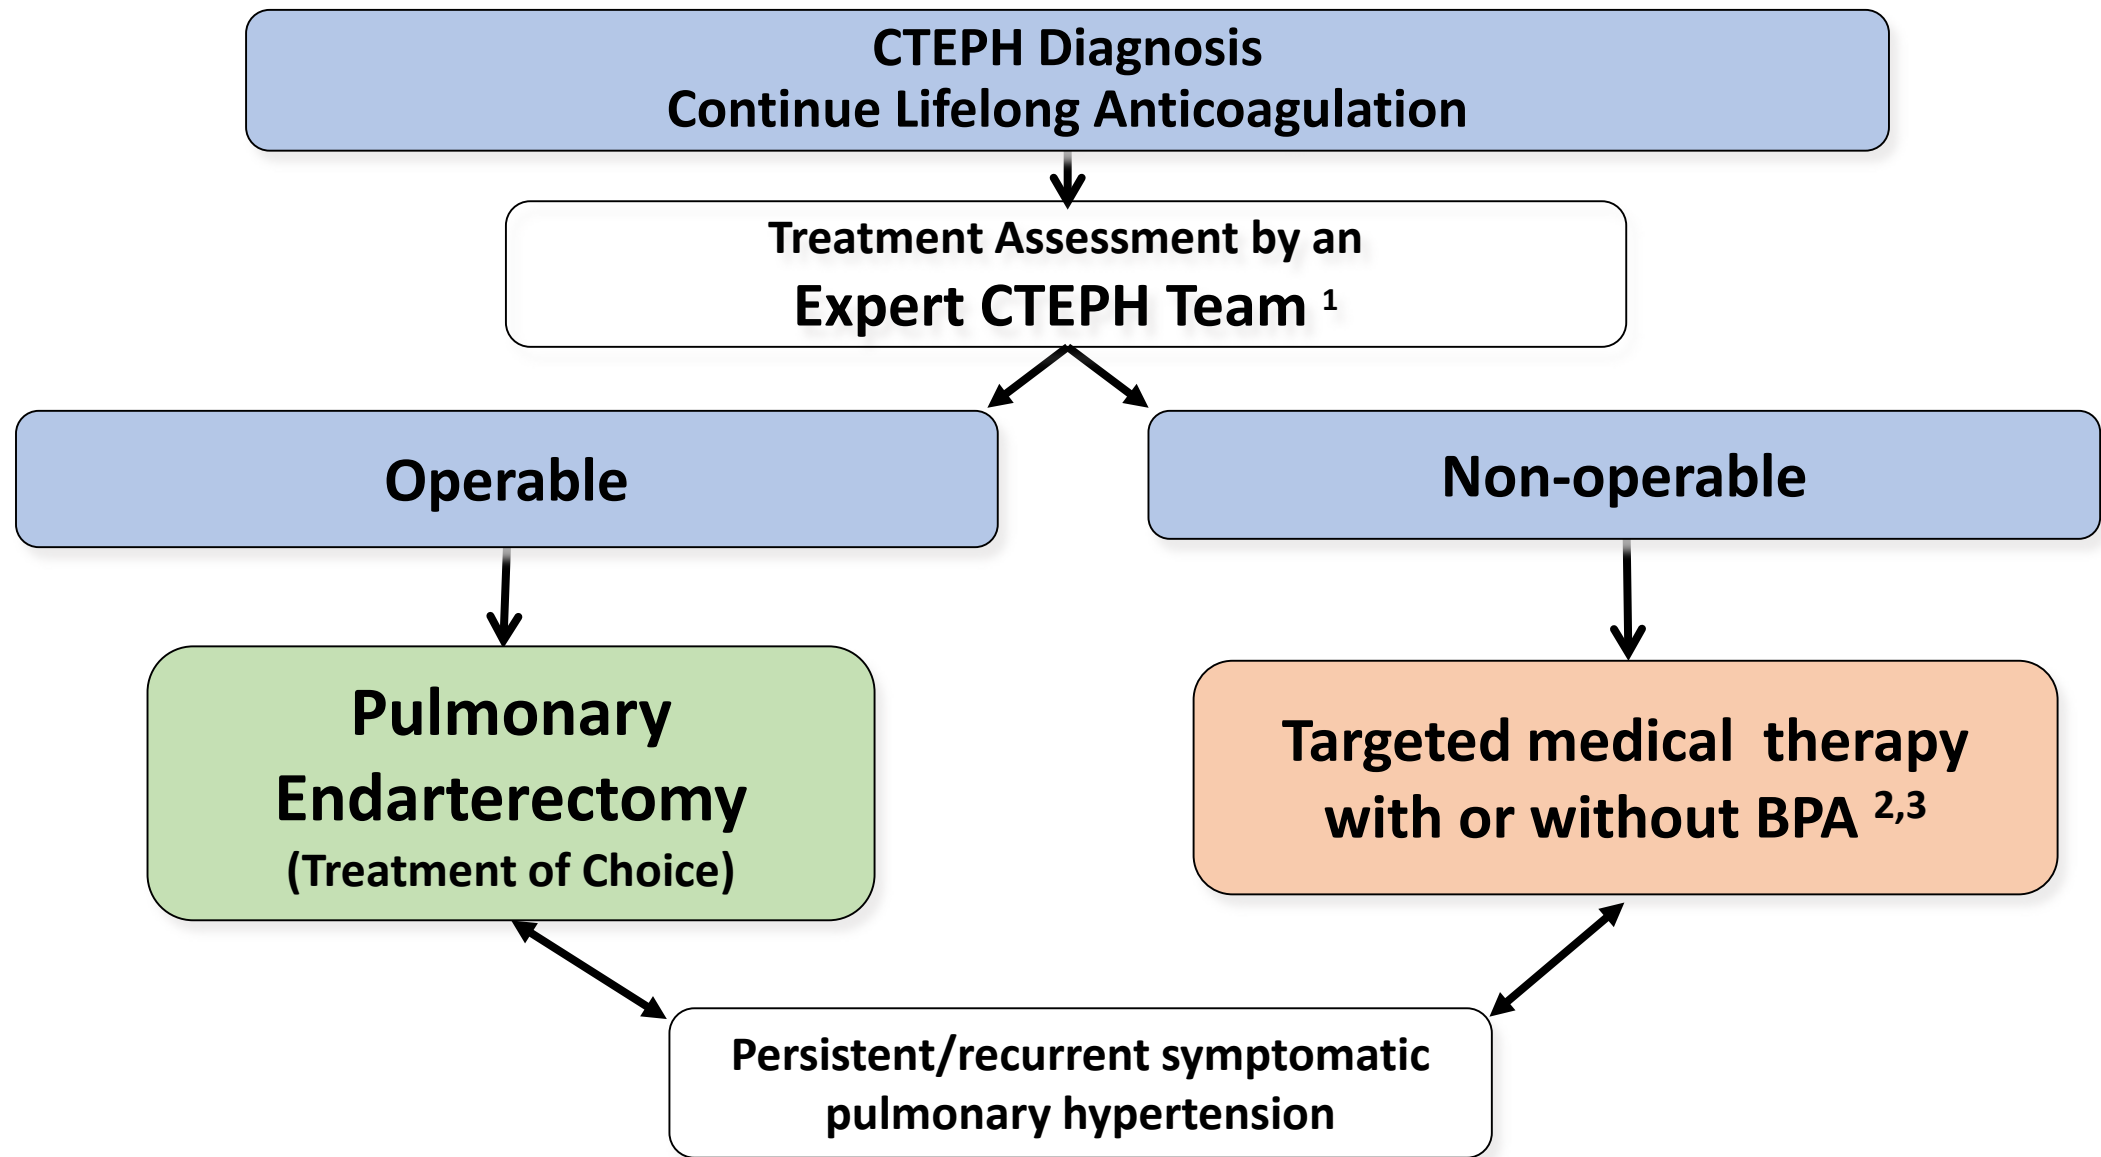 CTEPH Diagnosis
Continue Lifelong Anticoagulation
Treatment Assessment by an
Expert CTEPH Team 1
Operable
Non-operable
Pulmonary
Endarterectomy
(Treatment of Choice)
Targeted medical therapy
with or without BPA 2,3
Persistent/recurrent symptomatic
pulmonary hypertension